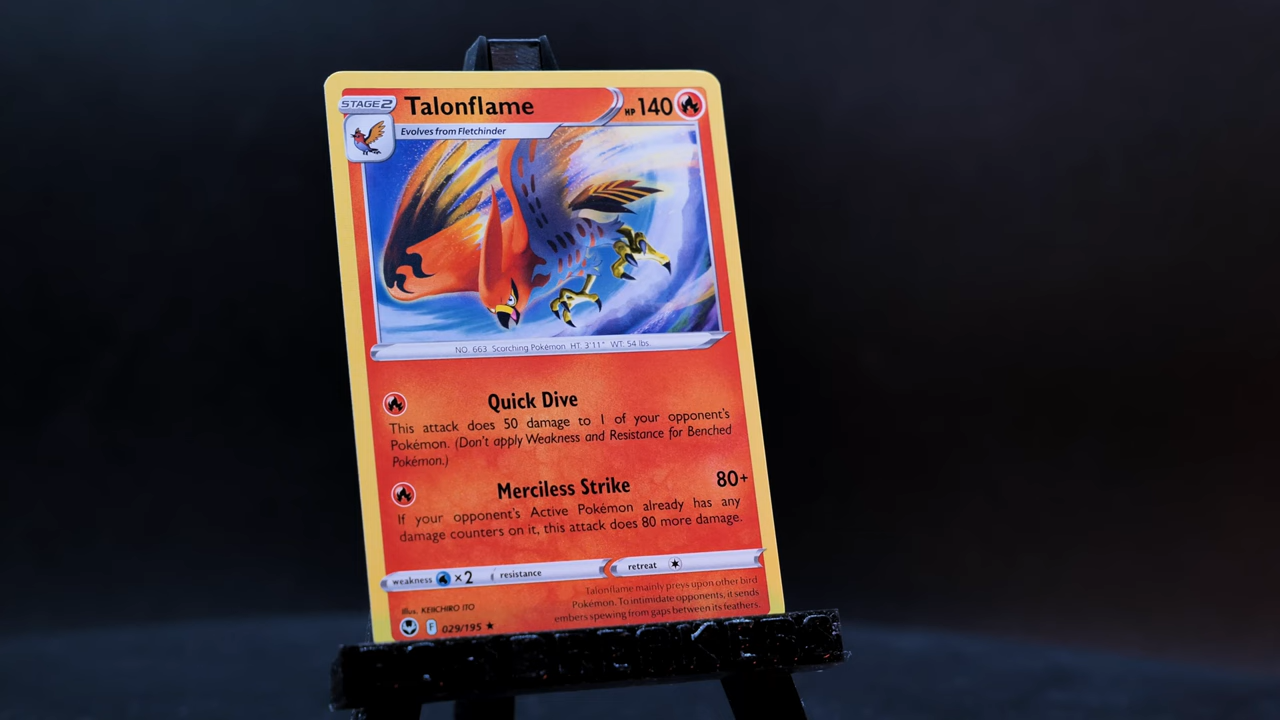 STAGE 2
Talonflame
HP 140
Evolves from Fletchinder
NO. 663 Scorching Pokémon HT: 3'11" WT: 54 lbs.
Quick Dive
This attack does 50 damage to 1 of your opponent's
Pokémon. (Don't apply Weakness and Resistance for Benched
Pokémon.)
Merciless Strike 80+
If your opponent's Active Pokémon already has any
damage counters on it, this attack does 80 more damage.
weakness ×2 resistance retreat
Talonflame mainly preys upon other bird
Pokémon. To intimidate opponents, it sends
embers spewing from gaps between its feathers.
Illus. KEIICHIRO ITO
F 029/195 ★